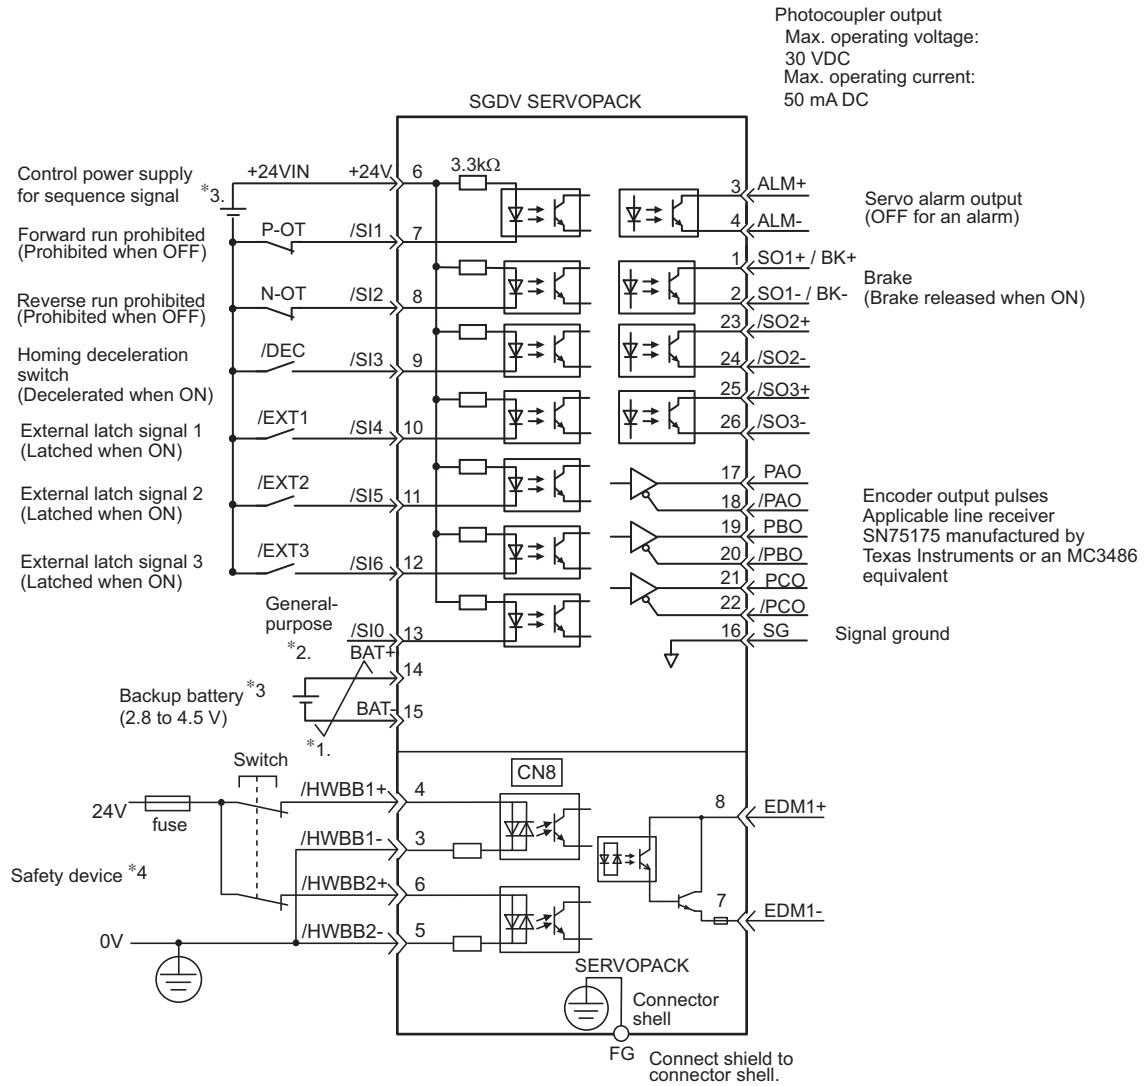 Photocoupler output
Max. operating voltage:
30 VDC
Max. operating current:
50 mA DC
SGDV SERVOPACK
Control power supply
for sequence signal
*3.
+24VIN
+24V
6
3.3kΩ
3
ALM+
4
ALM-
Servo alarm output
(OFF for an alarm)
Forward run prohibited
(Prohibited when OFF)
P-OT
/SI1
7
1
SO1+ / BK+
2
SO1- / BK-
Brake
(Brake released when ON)
Reverse run prohibited
(Prohibited when OFF)
N-OT
/SI2
8
23
/SO2+
24
/SO2-
Homing deceleration
switch
(Decelerated when ON)
/DEC
/SI3
9
25
/SO3+
26
/SO3-
External latch signal 1
(Latched when ON)
/EXT1
/SI4
10
17
PAO
18
/PAO
External latch signal 2
(Latched when ON)
/EXT2
/SI5
11
19
PBO
20
/PBO
Encoder output pulses
Applicable line receiver
SN75175 manufactured by
Texas Instruments or an MC3486
equivalent
External latch signal 3
(Latched when ON)
/EXT3
/SI6
12
21
PCO
22
/PCO
General-
purpose
*2.
/SI0
13
16
SG
Signal ground
BAT+
14
Backup battery *3
(2.8 to 4.5 V)
BAT-
15
*1.
Switch
CN8
24V
fuse
/HWBB1+
4
8
EDM1+
/HWBB1-
3
Safety device *4
/HWBB2+
6
7
EDM1-
0V
/HWBB2-
5
SERVOPACK
Connector
shell
FG
Connect shield to
connector shell.